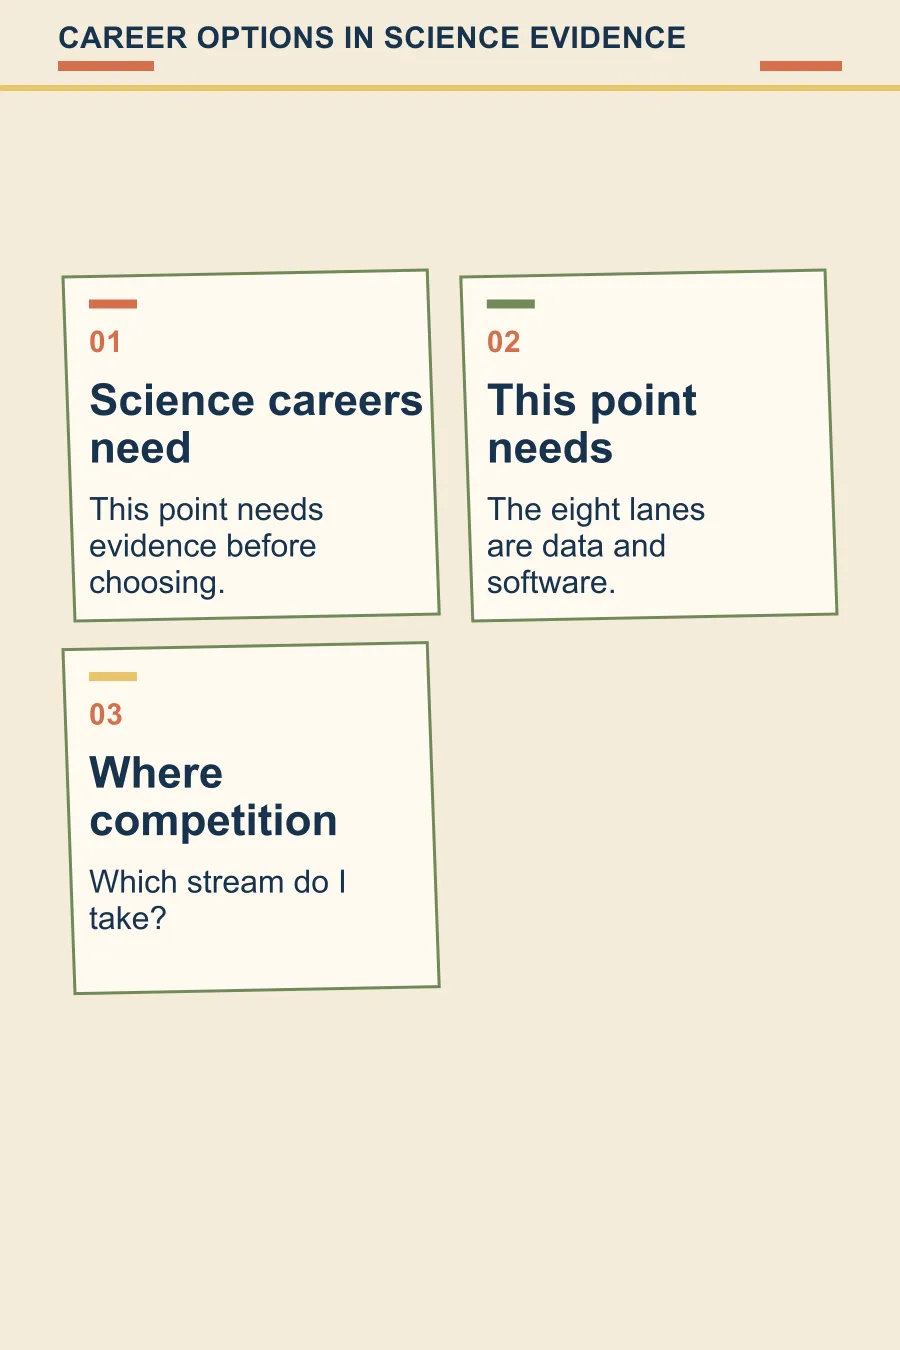 CAREER OPTIONS IN SCIENCE EVIDENCE
01
Science careers
need
This point needs
evidence before
choosing.
02
This point
needs
The eight lanes
are data and
software.
03
Where
competition
Which stream do I
take?